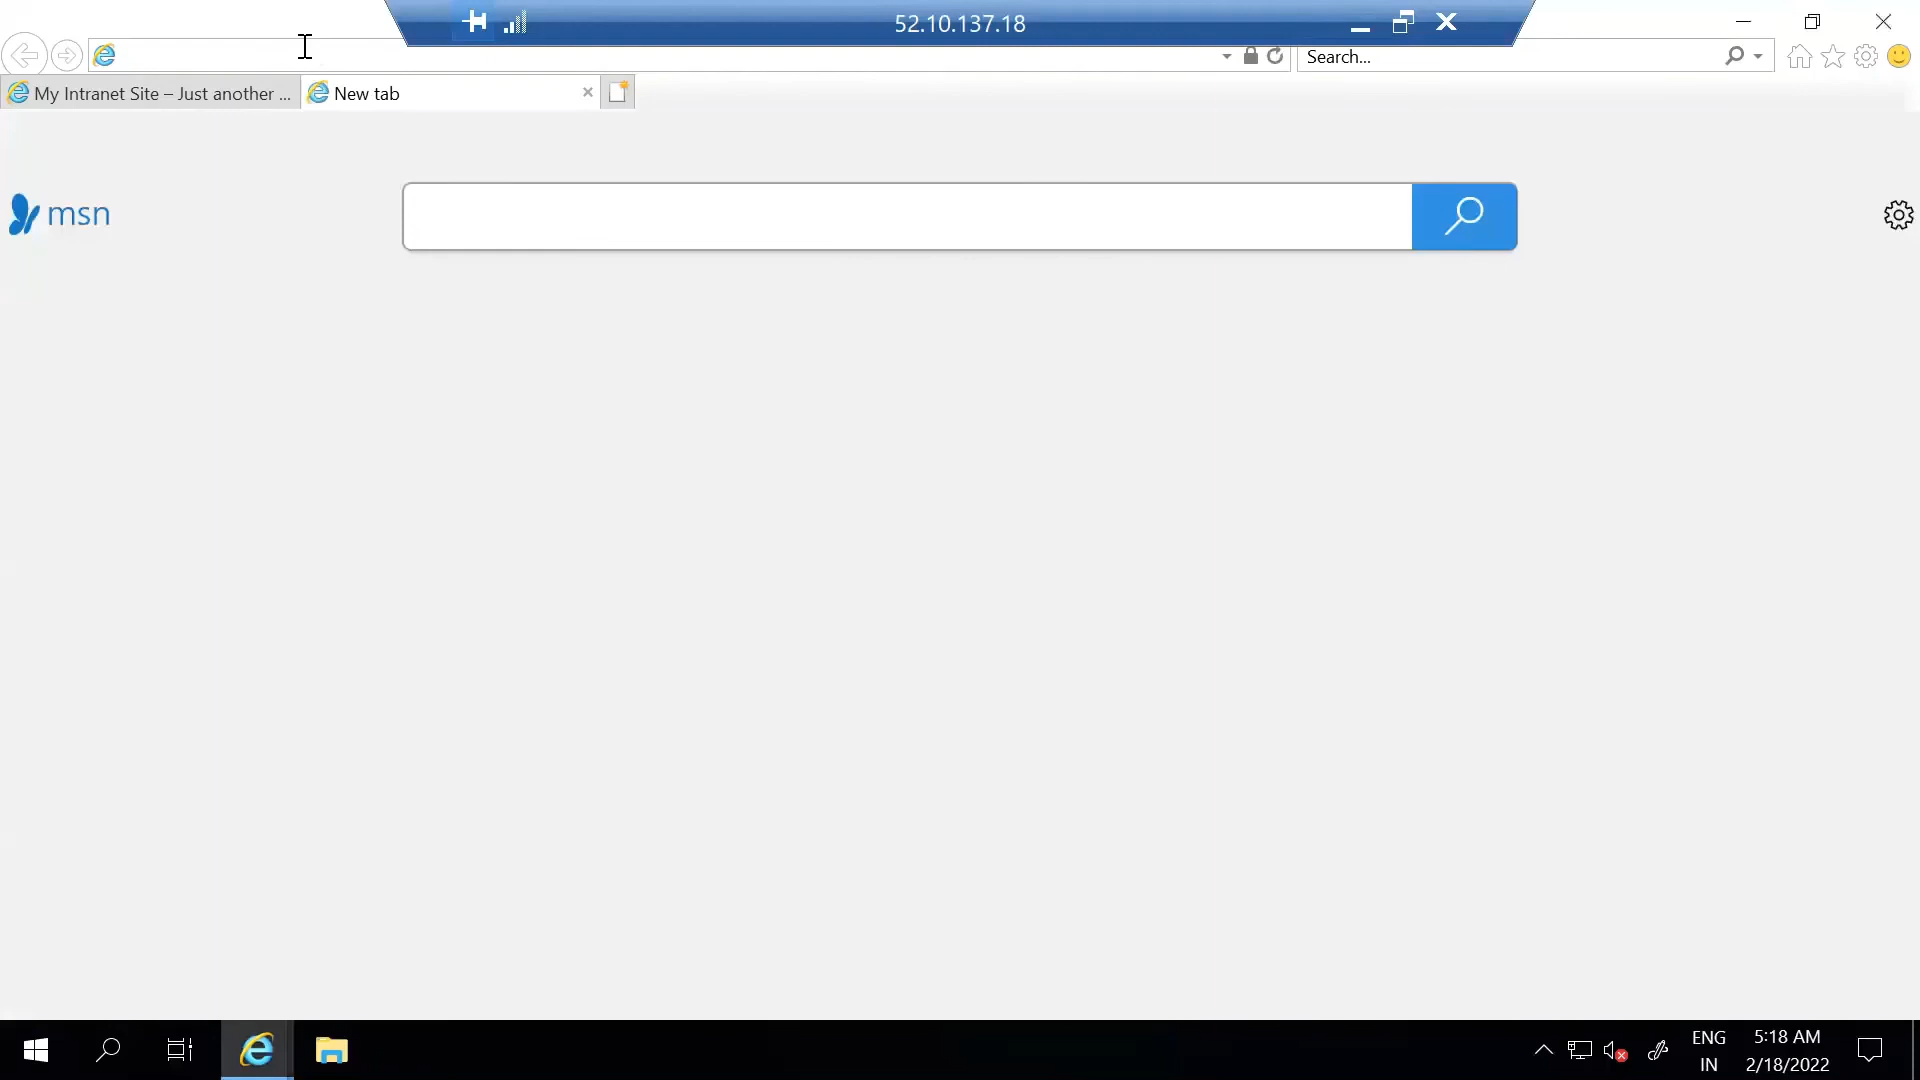 52.10.137.18
Search...
My Intranet Site – Just another ...
New tab
msn
ENG
IN
5:18 AM
2/18/2022